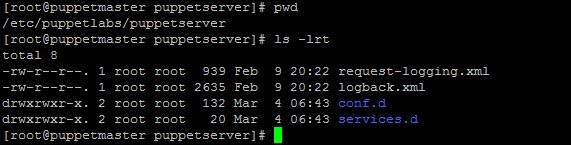 [root@puppetmaster puppetserver]# pwd
/etc/puppetlabs/puppetserver
[root@puppetmaster puppetserver]# ls -lrt
total 8
-rw-r--r--. 1 root root  939 Feb  9 20:22 request-logging.xml
-rw-r--r--. 1 root root 2635 Feb  9 20:22 logback.xml
drwxrwxr-x. 2 root root  132 Mar  4 06:43 conf.d
drwxrwxr-x. 2 root root   20 Mar  4 06:43 services.d
[root@puppetmaster puppetserver]#